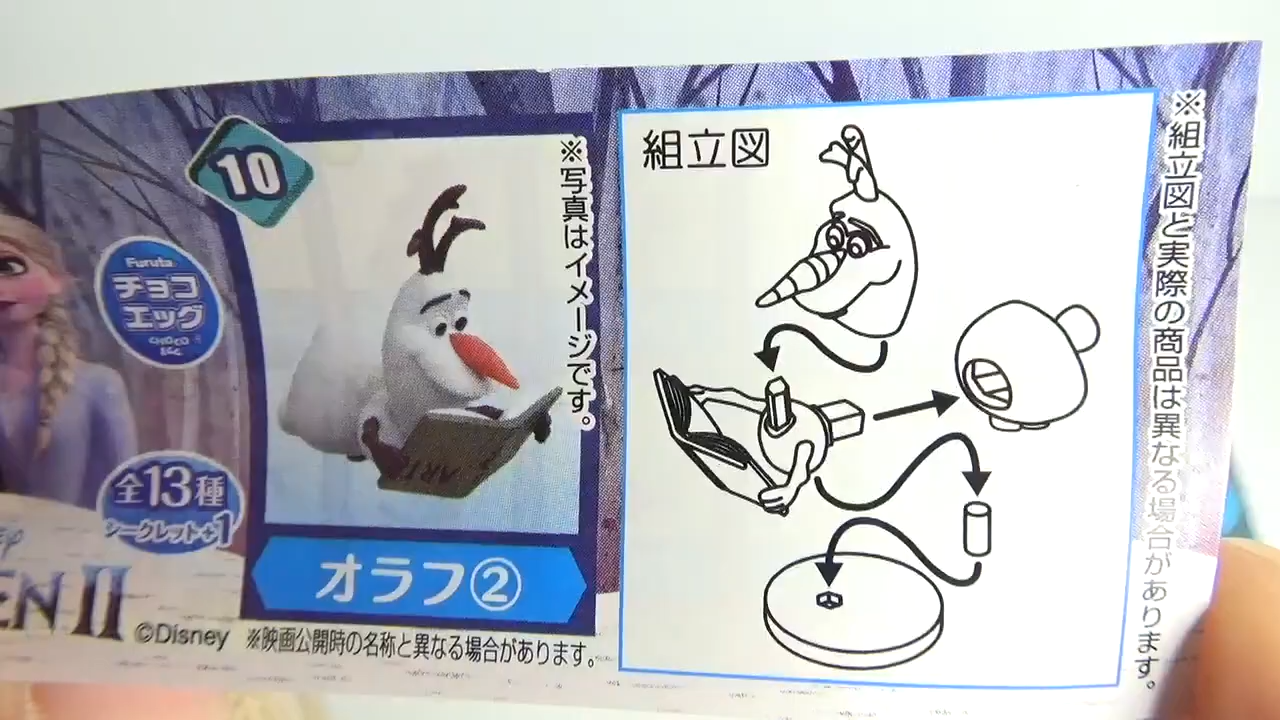 10
Furuta
チョコ
エッグ
CHOCO
EGG
全13種
シークレット+1
EN II
©Disney
※写真はイメージです。
ART
オラフ②
※映画公開時の名称と異なる場合があります。
組立図
※組立図と実際の商品は異なる場合があります。